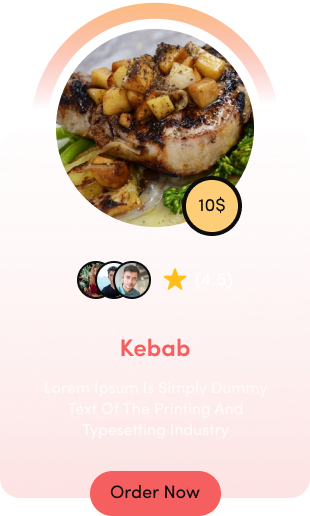 10$
(4.5)
Kebab
Lorem Ipsum Is Simply Dummy
Text Of The Printing And
Typesetting Industry
Order Now